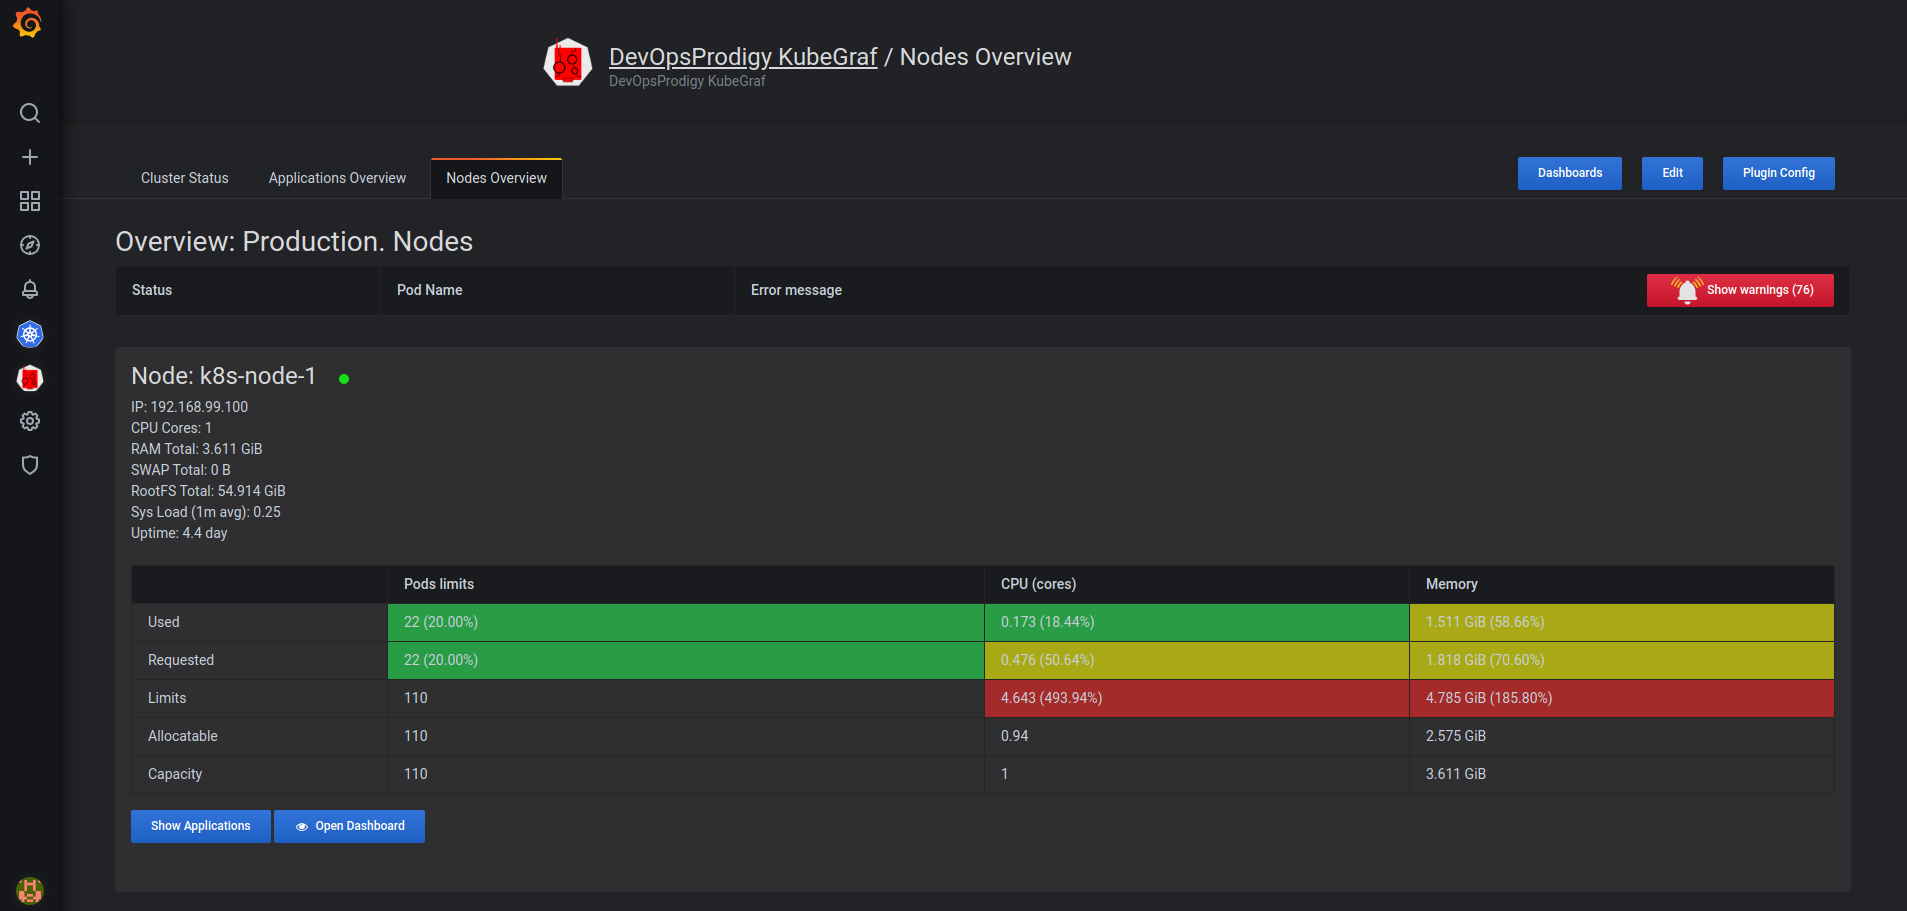 DevOpsProdigy KubeGraf / Nodes Overview
DevOpsProdigy KubeGraf
Cluster Status Applications Overview Nodes Overview Dashboards Edit Plugin Config
Overview: Production. Nodes
Status Pod Name Error message Show warnings (76)
Node: k8s-node-1
IP: 192.168.99.100
CPU Cores: 1
RAM Total: 3.611 GiB
SWAP Total: 0 B
RootFS Total: 54.914 GiB
Sys Load (1m avg): 0.25
Uptime: 4.4 day
Pods limits CPU (cores) Memory
Used 22 (20.00%) 0.173 (18.44%) 1.511 GiB (58.66%)
Requested 22 (20.00%) 0.476 (50.64%) 1.818 GiB (70.60%)
Limits 110 4.643 (493.94%) 4.785 GiB (185.80%)
Allocatable 110 0.94 2.575 GiB
Capacity 110 1 3.611 GiB
Show Applications Open Dashboard